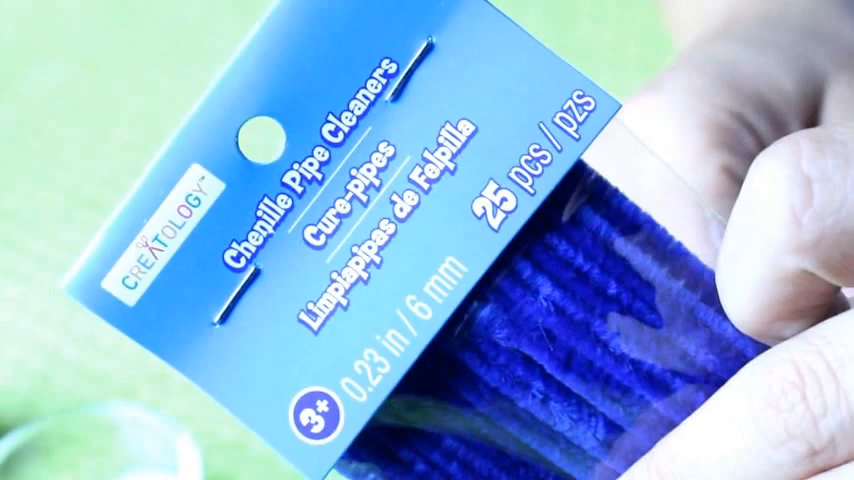 CREATOLOGY™
Chenille Pipe Cleaners
Cure-pipes
Limpiapipas de Felpilla
25 pcs / pzs
0.23 in / 6 mm
3+